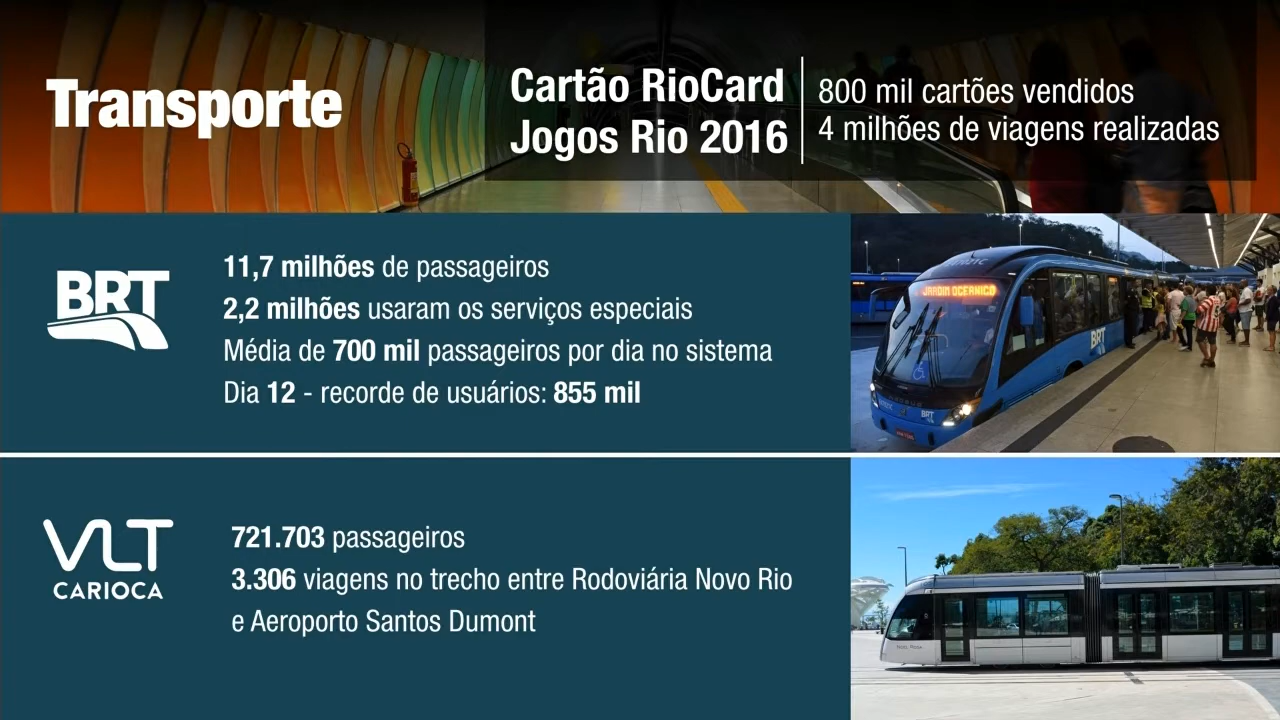 Transporte
Cartão RioCard
Jogos Rio 2016
800 mil cartões vendidos
4 milhões de viagens realizadas
BRT
11,7 milhões de passageiros
2,2 milhões usaram os serviços especiais
Média de 700 mil passageiros por dia no sistema
Dia 12 - recorde de usuários: 855 mil
JARDIM OCEÂNICO
BRT
BRT
VLT
CARIOCA
721.703 passageiros
3.306 viagens no trecho entre Rodoviária Novo Rio
e Aeroporto Santos Dumont